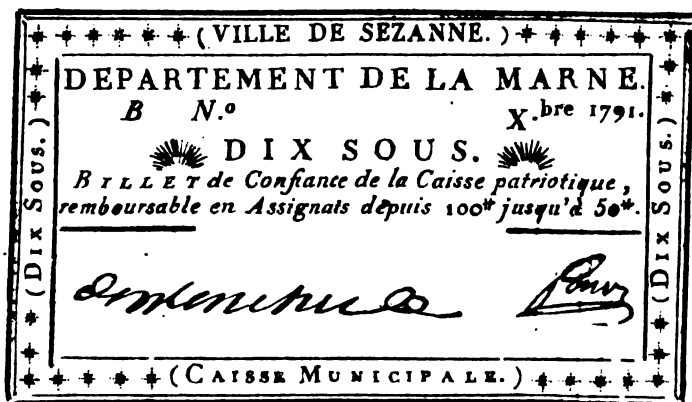 (VILLE DE SEZANNE.)
DEPARTEMENT DE LA MARNE.
B N.o X.bre 1791.
DIX SOUS.
BILLET de Confiance de la Caisse patriotique,
remboursable en Assignats depuis 100# jusqu'à 50#.
(CAISSE MUNICIPALE.)
(DIX SOUS.)
(DIX SOUS.)